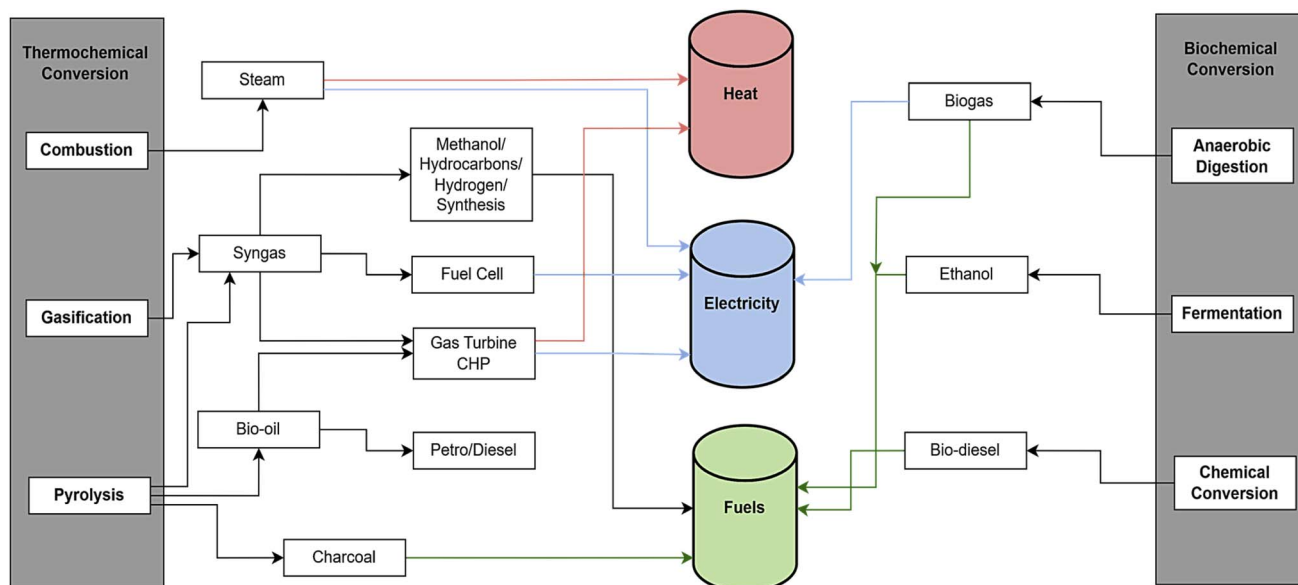 Thermochemical
Conversion
Combustion
Gasification
Pyrolysis
Steam
Syngas
Bio-oil
Charcoal
Methanol/
Hydrocarbons/
Hydrogen/
Synthesis
Fuel Cell
Gas Turbine
CHP
Petro/Diesel
Heat
Electricity
Fuels
Biogas
Ethanol
Bio-diesel
Biochemical
Conversion
Anaerobic
Digestion
Fermentation
Chemical
Conversion